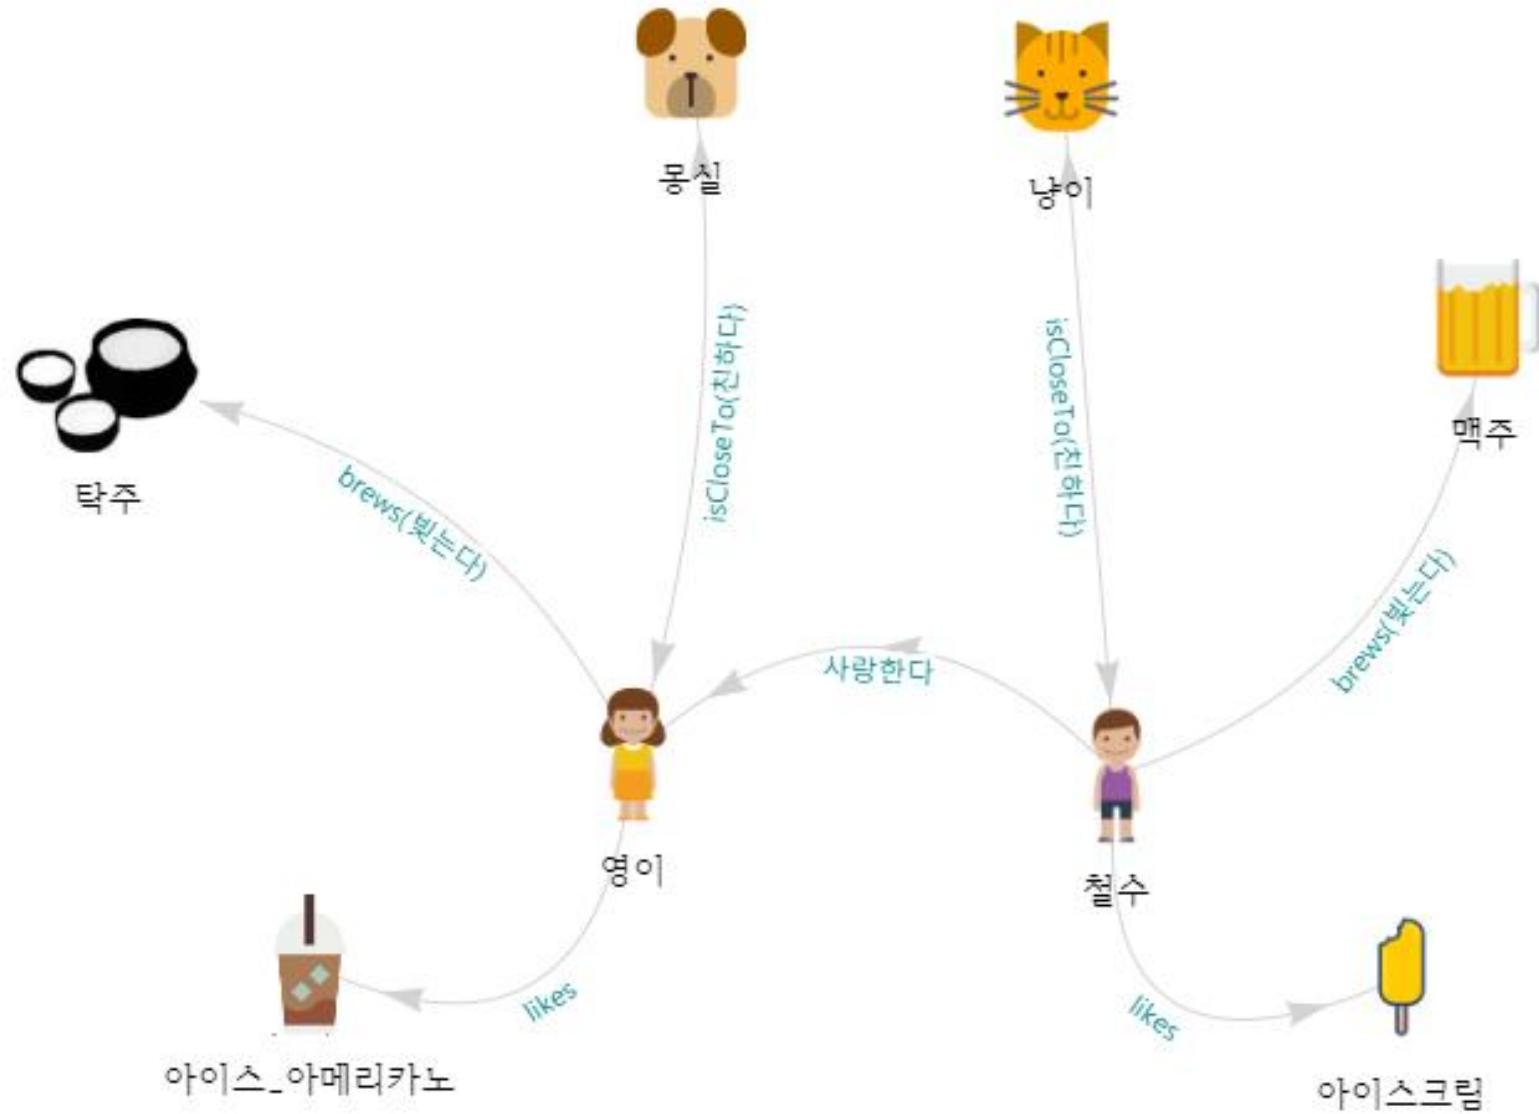 몽실
냥이
isCloseTo(친하다)
isCloseTo(친하다)
맥주
탁주
brews(빚는다)
brews(빚는다)
사랑한다
영이
철수
likes
likes
아이스_아메리카노
아이스크림